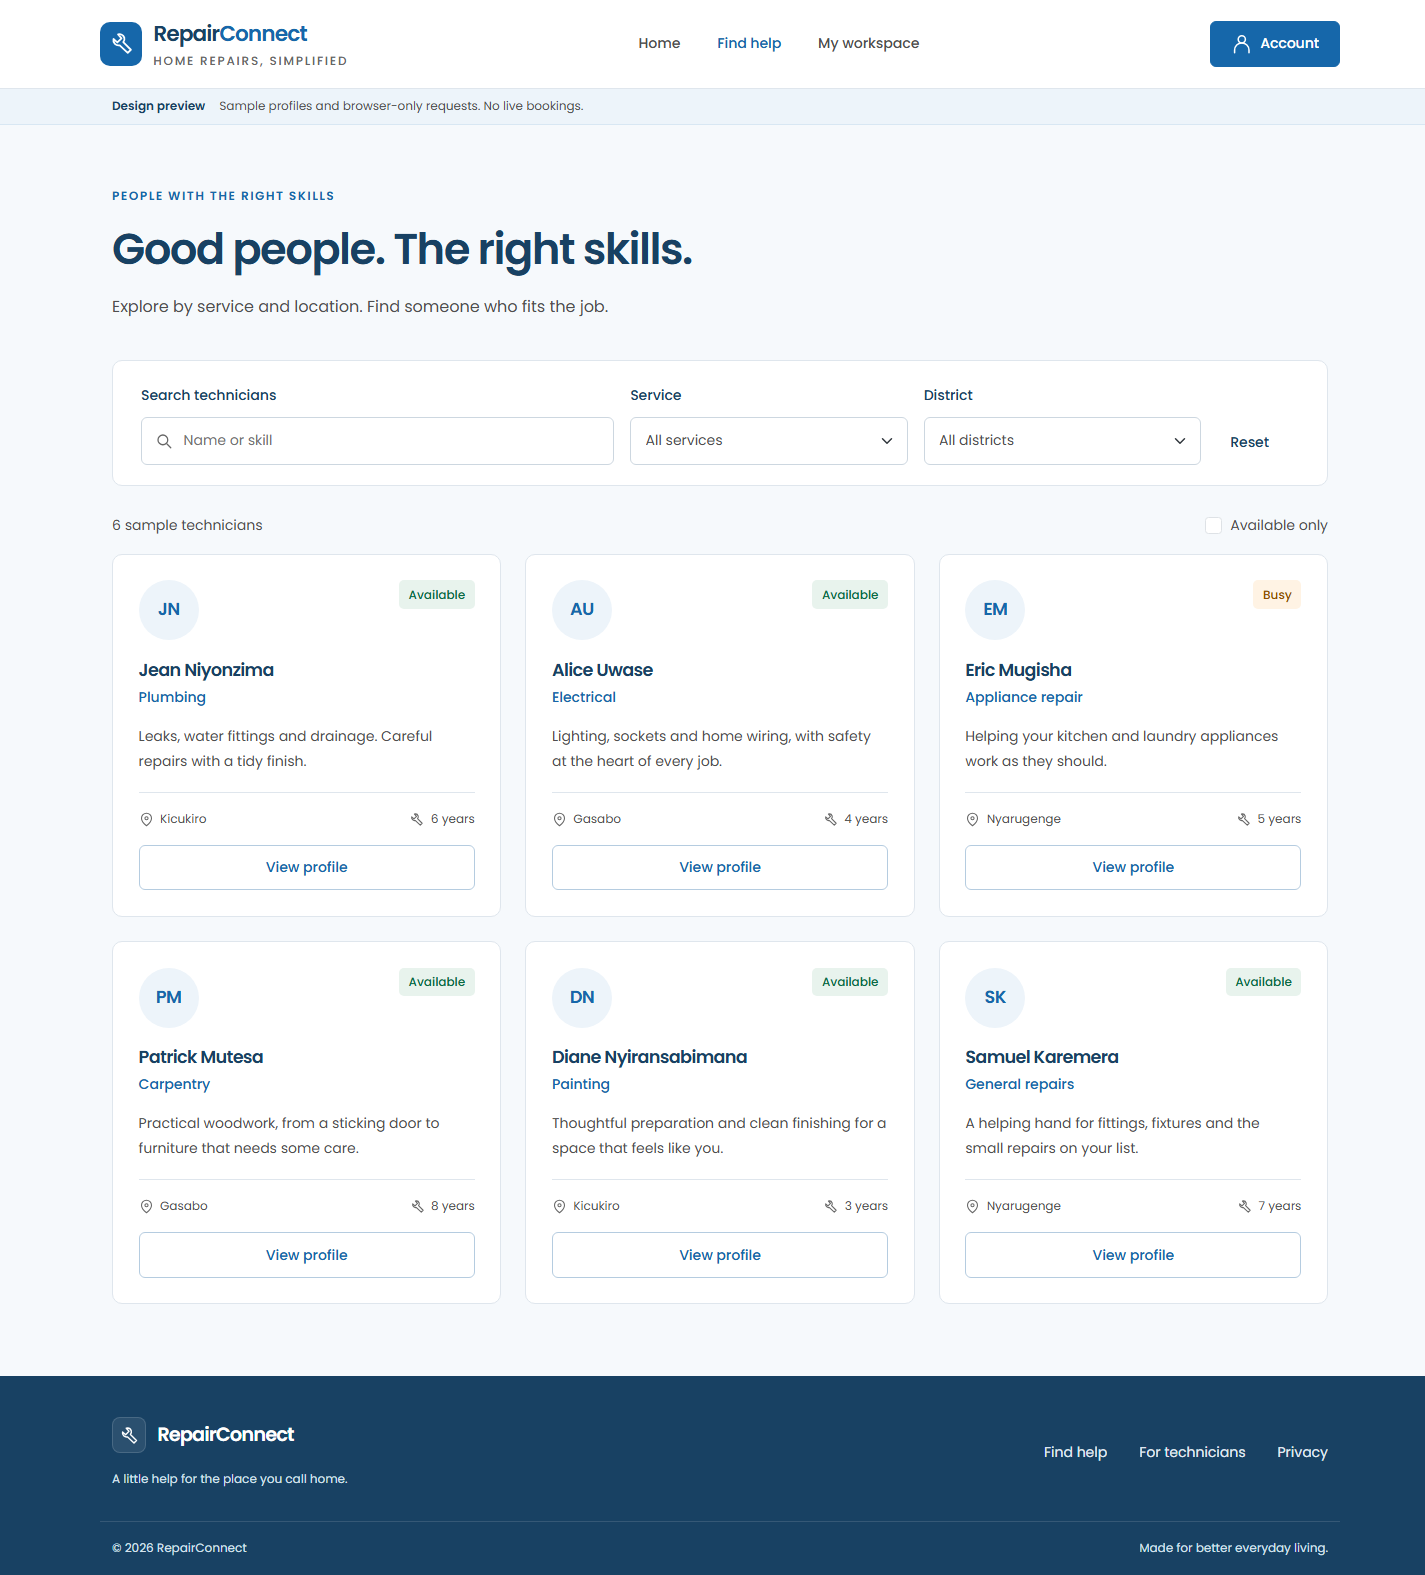 RepairConnect
HOME REPAIRS, SIMPLIFIED
Home
Find help
My workspace
Account
Design preview
Sample profiles and browser-only requests. No live bookings.
PEOPLE WITH THE RIGHT SKILLS
Good people. The right skills.
Explore by service and location. Find someone who fits the job.
Search technicians
Service
District
Name or skill
All services
All districts
Reset
6 sample technicians
Available only
JN
Available
Jean Niyonzima
Plumbing
Leaks, water fittings and drainage. Careful
repairs with a tidy finish.
Kicukiro
6 years
View profile
AU
Available
Alice Uwase
Electrical
Lighting, sockets and home wiring, with safety
at the heart of every job.
Gasabo
4 years
View profile
EM
Busy
Eric Mugisha
Appliance repair
Helping your kitchen and laundry appliances
work as they should.
Nyarugenge
5 years
View profile
PM
Available
Patrick Mutesa
Carpentry
Practical woodwork, from a sticking door to
furniture that needs some care.
Gasabo
8 years
View profile
DN
Available
Diane Nyiransabimana
Painting
Thoughtful preparation and clean finishing for a
space that feels like you.
Kicukiro
3 years
View profile
SK
Available
Samuel Karemera
General repairs
A helping hand for fittings, fixtures and the
small repairs on your list.
Nyarugenge
7 years
View profile
RepairConnect
A little help for the place you call home.
Find help
For technicians
Privacy
© 2026 RepairConnect
Made for better everyday living.